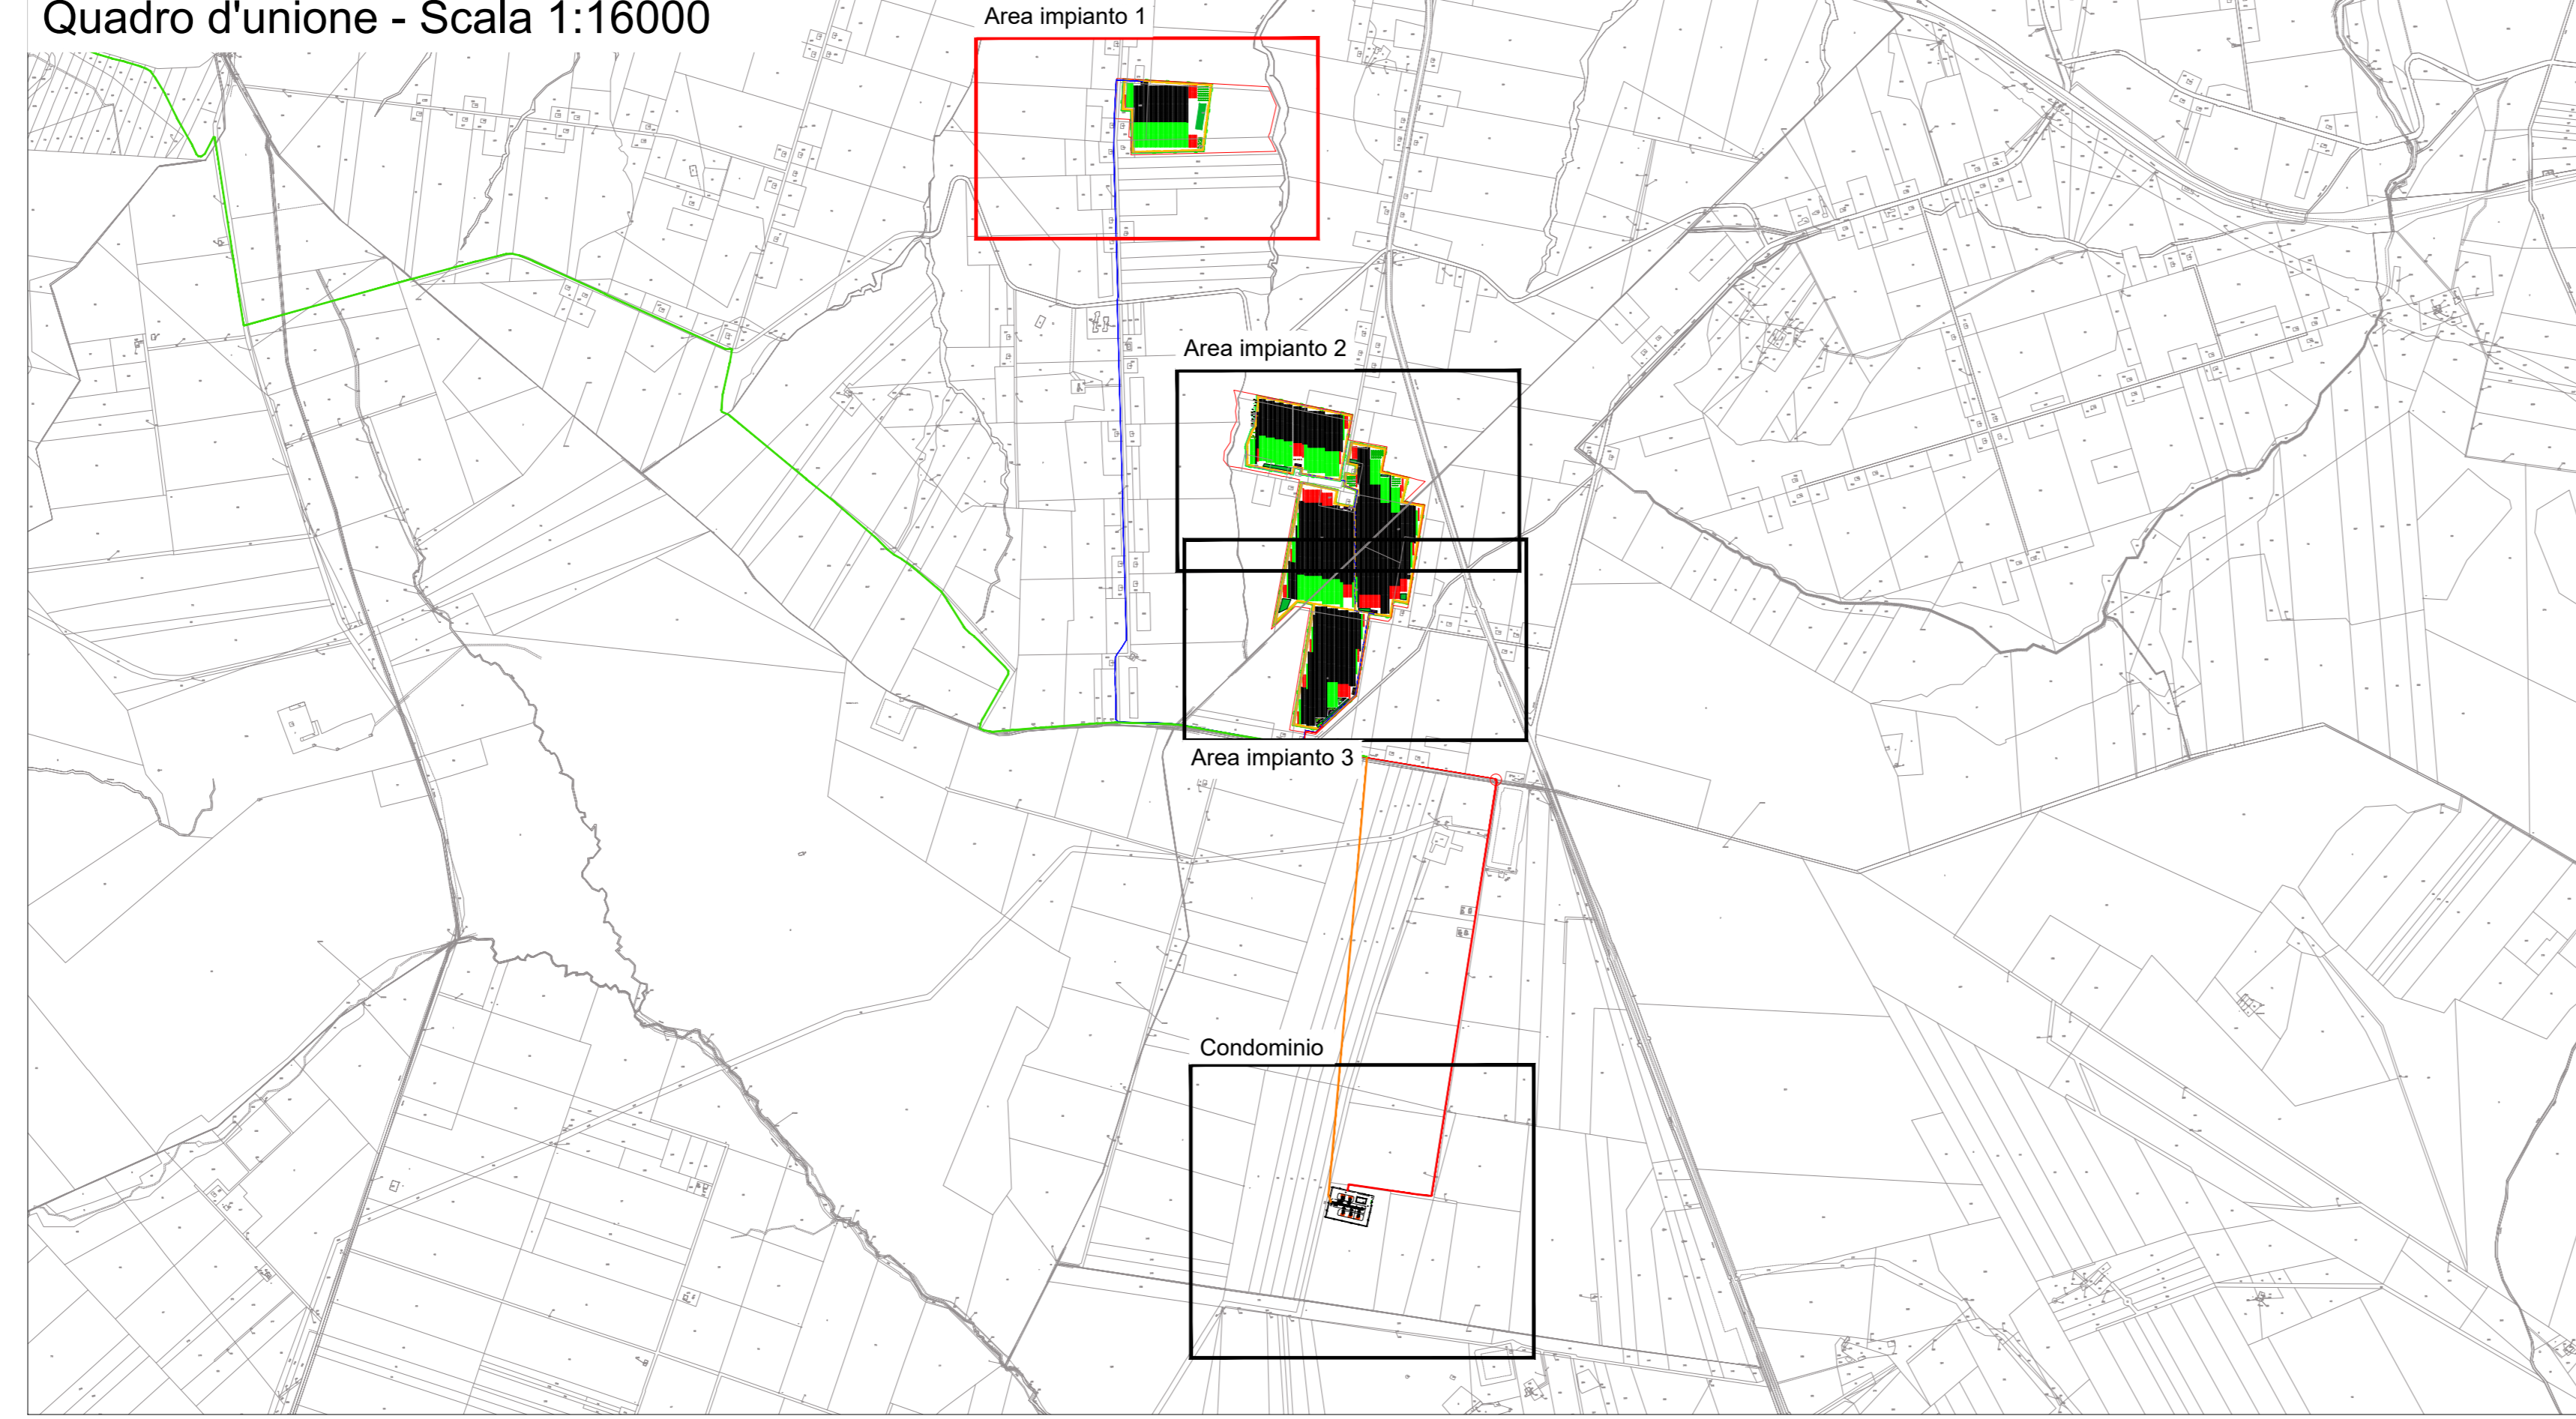 Quadro d'unione - Scala 1:16000
Area impianto 1
Area impianto 2
Area impianto 3
Condominio